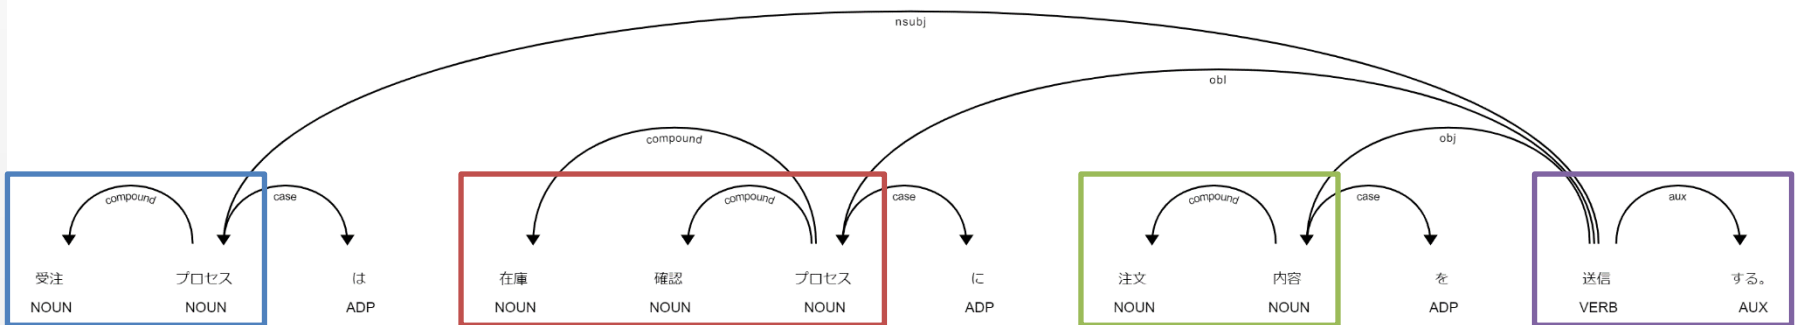 nsubj
obl
compound obj
compound case compound case compound case aux
受注 プロセス は 在庫 確認 プロセス に 注文 内容 を 送信 する。
NOUN NOUN ADP NOUN NOUN NOUN ADP NOUN NOUN ADP VERB AUX